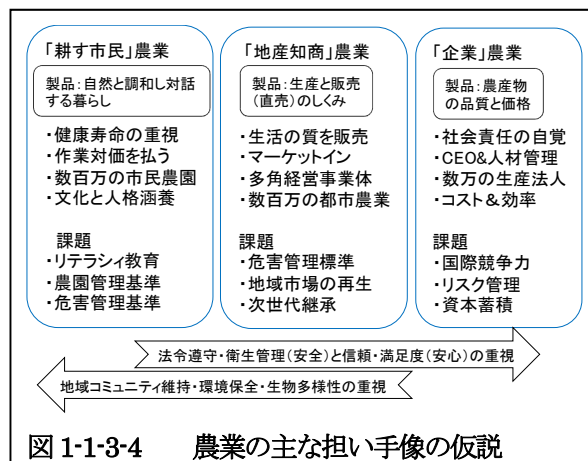 「耕す市民」農業
製品:自然と調和し対話
する暮らし
・健康寿命の重視
・作業対価を払う
・数百万の市民農園
・文化と人格涵養
課題
・リテラシィ教育
・農園管理基準
・危害管理基準
「地産知商」農業
製品:生産と販売
(直売)のしくみ
・生活の質を販売
・マーケットイン
・多角経営事業体
・数百万の都市農業
課題
・危害管理標準
・地域市場の再生
・次世代継承
「企業」農業
製品:農産物
の品質と価格
・社会責任の自覚
・CEO&人材管理
・数万の生産法人
・コスト&効率
課題
・国際競争力
・リスク管理
・資本蓄積
法令遵守・衛生管理(安全)と信頼・満足度(安心)の重視
地域コミュニティ維持・環境保全・生物多様性の重視
図 1-1-3-4 農業の主な担い手像の仮説